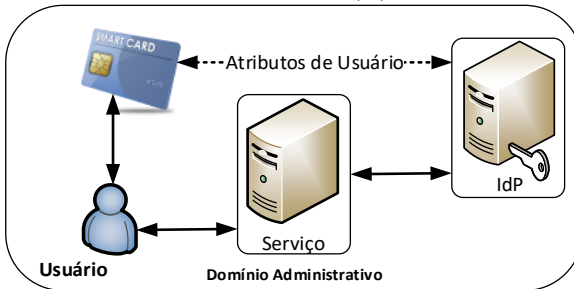 SMART CARD
Atributos de Usuário
IdP
Serviço
Usuário
Domínio Administrativo